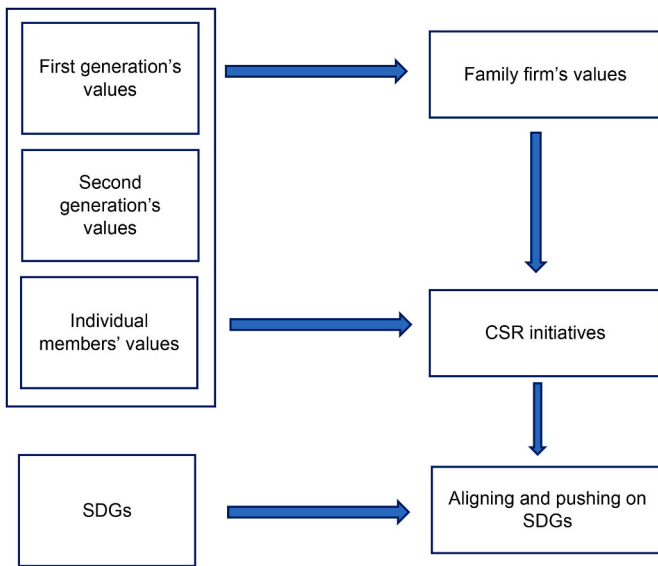 First generation’s
values
Family firm’s values
Second
generation’s
values
Individual
members’ values
CSR initiatives
SDGs
Aligning and pushing on
SDGs